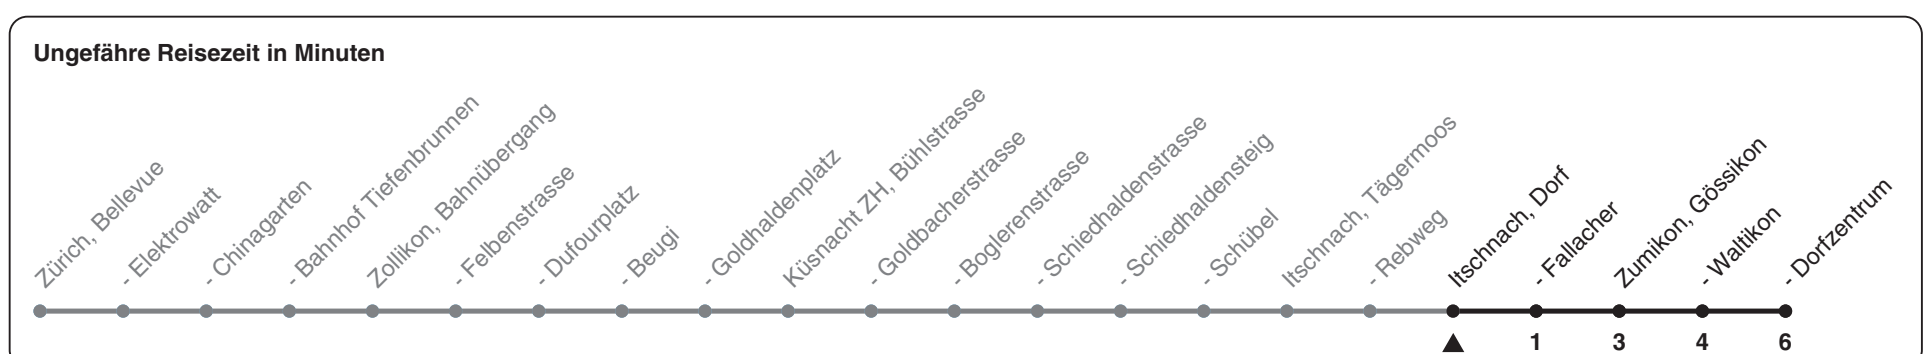 Ungefähre Reisezeit in Minuten
Zürich, Bellevue
- Elektrowatt
- Chinagarten
- Bahnhof Tiefenbrunnen
Zollikon, Bahnübergang
- Felbenstrasse
- Dufourplatz
- Beugi
- Goldhaldenplatz
Küsnacht ZH, Bühlstrasse
- Goldbacherstrasse
- Boglerenstrasse
- Schiedhaldenstrasse
- Schiedhaldensteig
- Schübel
Itschnach, Tägermoos
- Rebweg
Itschnach, Dorf
- Fallacher
Zumikon, Gössikon
- Waltikon
- Dorfzentrum
1 3 4 6